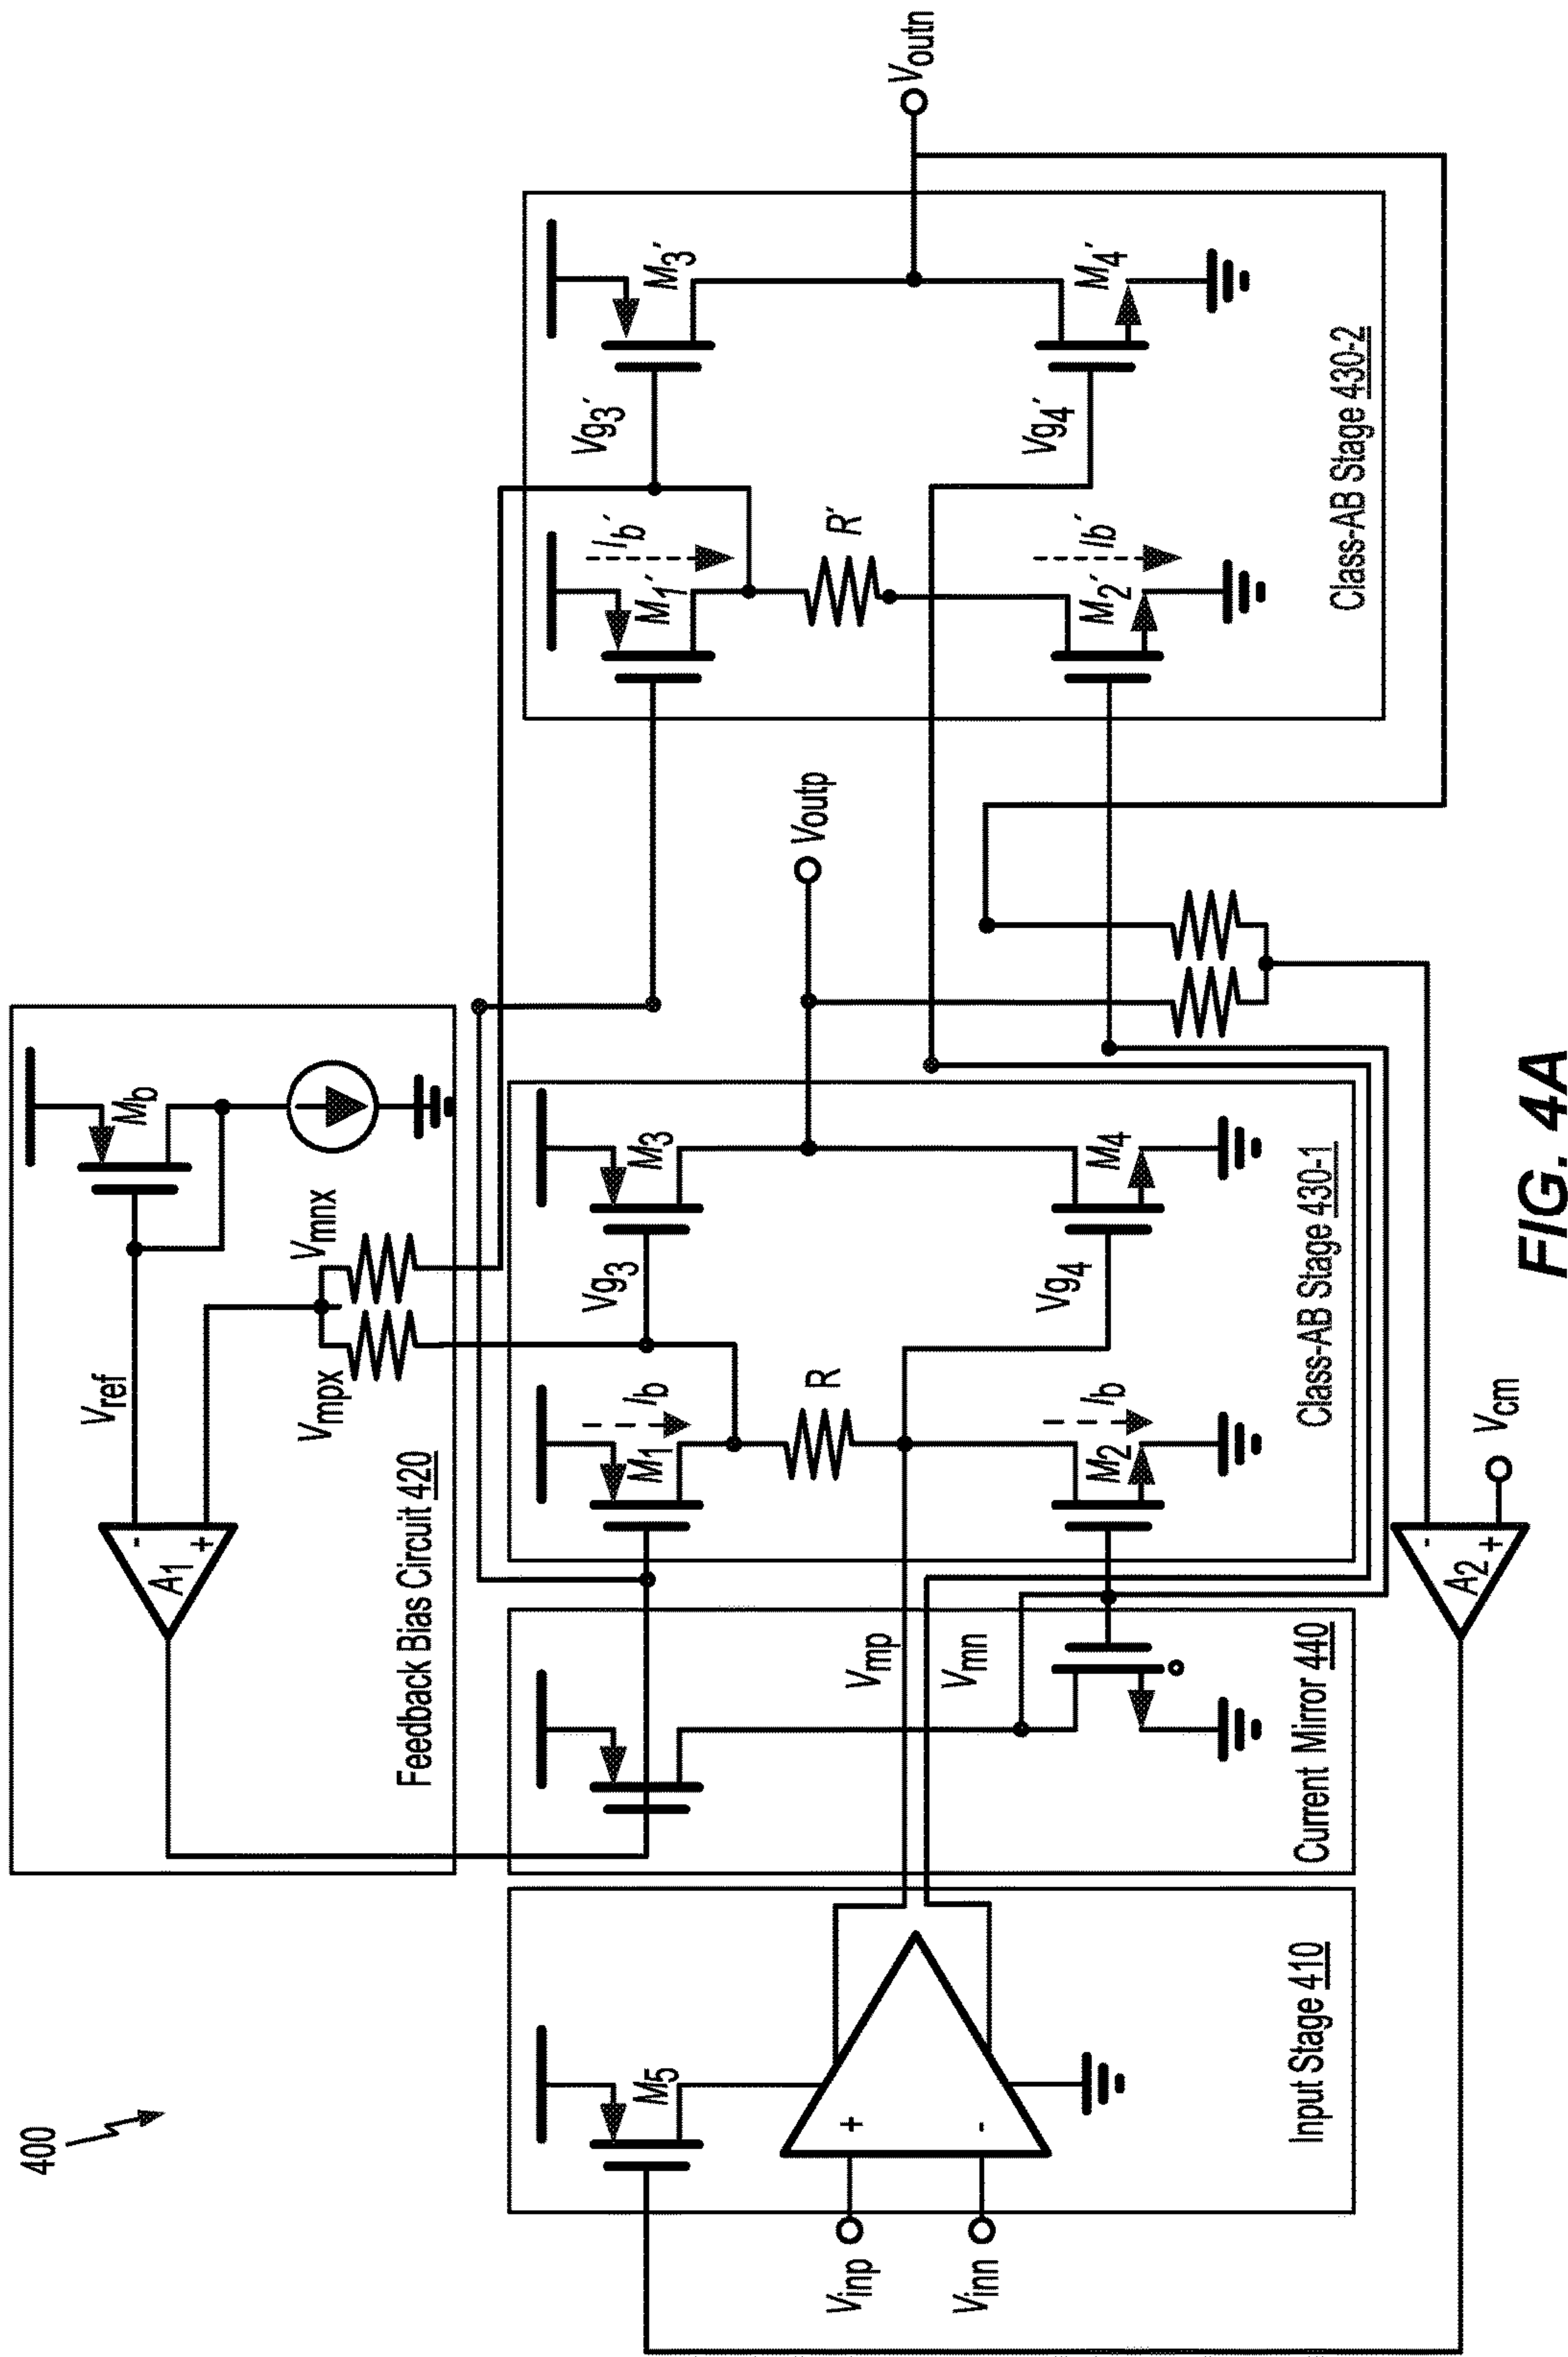 400
Feedback Bias Circuit 420
A1
-
+
Vref
Vmpx
Vmnx
Mb
Input Stage 410
Vinp
Vinn
+
-
M5
Current Mirror 440
Vmp
Vmn
Class-AB Stage 430-1
M1
Ib
Vg3
M3
R
M2
Ib
Vg4
M4
Voutp
Class-AB Stage 430-2
M1′
Ib′
Vg3′
M3′
R′
M2′
Ib′
Vg4′
M4′
Voutn
A2
-
+
Vcm
FIG. 4A